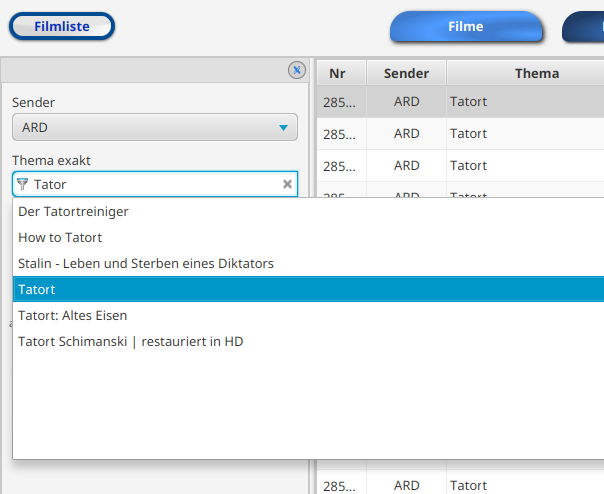 Filmliste
Filme
Sender
ARD
Thema exakt
Tator
Der Tatortreiniger
How to Tatort
Stalin - Leben und Sterben eines Diktators
Tatort
Tatort: Altes Eisen
Tatort Schimanski | restauriert in HD
Nr Sender Thema
285... ARD Tatort
285... ARD Tatort
285... ARD Tatort
285... ARD Tatort
285... ARD Tatort